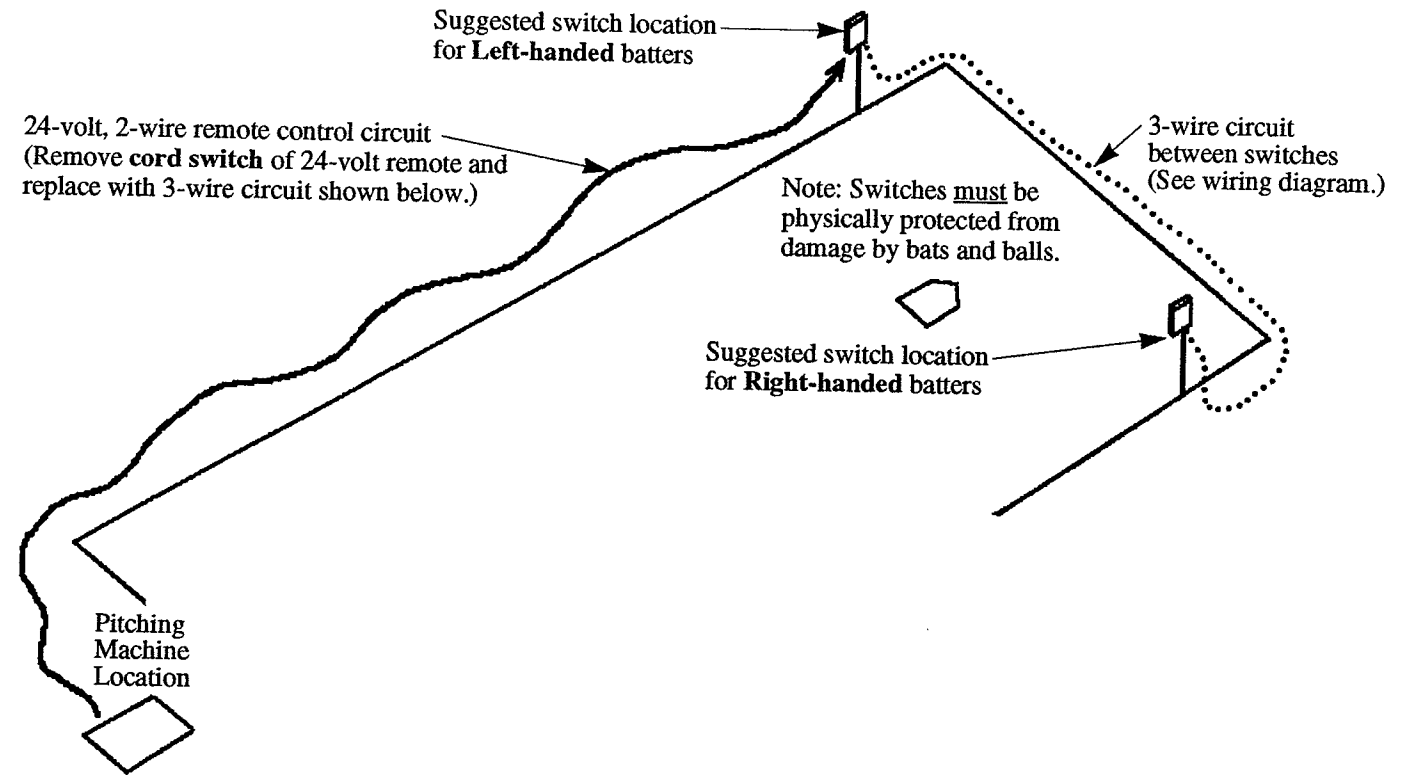 Suggested switch location
for Left-handed batters
24-volt, 2-wire remote control circuit
(Remove cord switch of 24-volt remote and
replace with 3-wire circuit shown below.)
3-wire circuit
between switches
(See wiring diagram.)
Note: Switches must be
physically protected from
damage by bats and balls.
Suggested switch location
for Right-handed batters
Pitching
Machine
Location